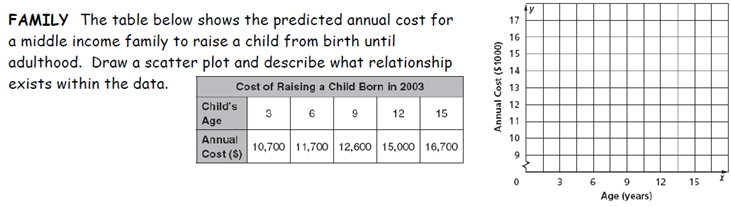 FAMILY The table below shows the predicted annual cost for
a middle income family to raise a child from birth until
adulthood. Draw a scatter plot and describe what relationship
exists within the data.
Cost of Raising a Child Born in 2003
Child's Age 3 6 9 12 15
Annual Cost ($) 10,700 11,700 12,600 15,000 16,700
y
17
16
15
14
13
12
11
10
9
0 3 6 9 12 15 x
Annual Cost ($1000)
Age (years)